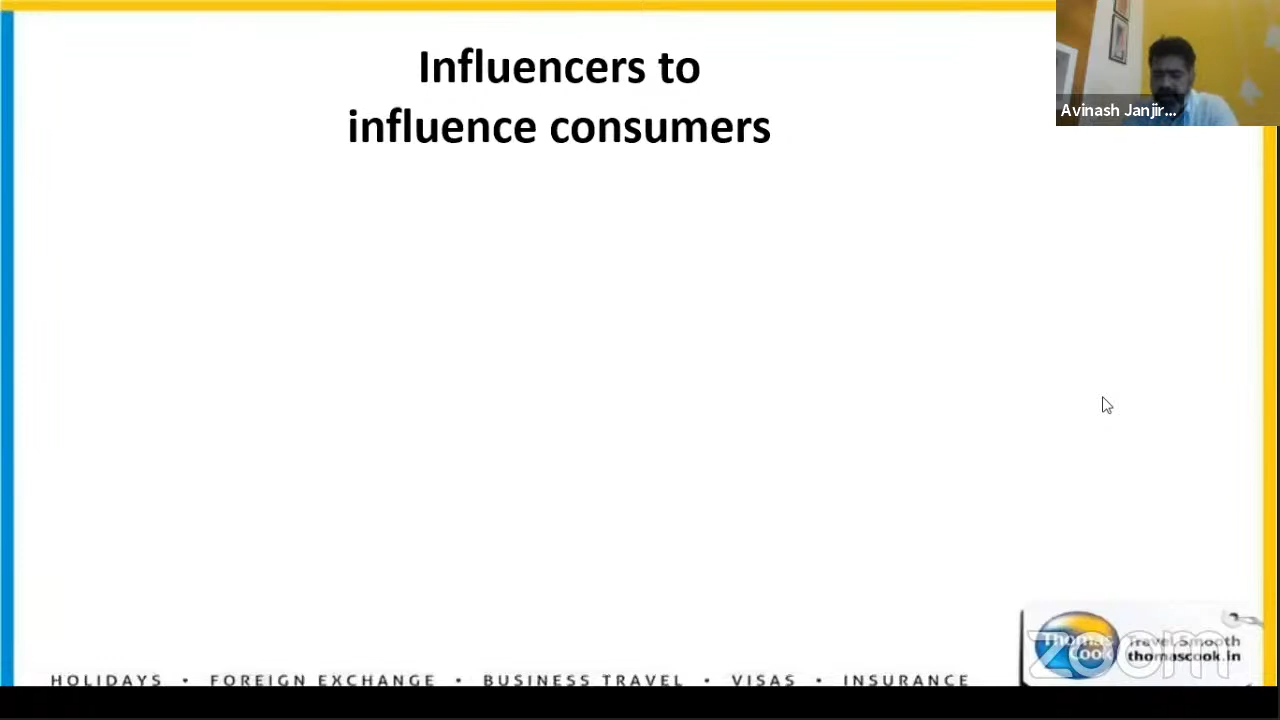 Influencers to
influence consumers
Avinash Janjir...
Thomas Cook
Travel Smooth
thomascook.in
zoom
HOLIDAYS • FOREIGN EXCHANGE • BUSINESS TRAVEL • VISAS • INSURANCE